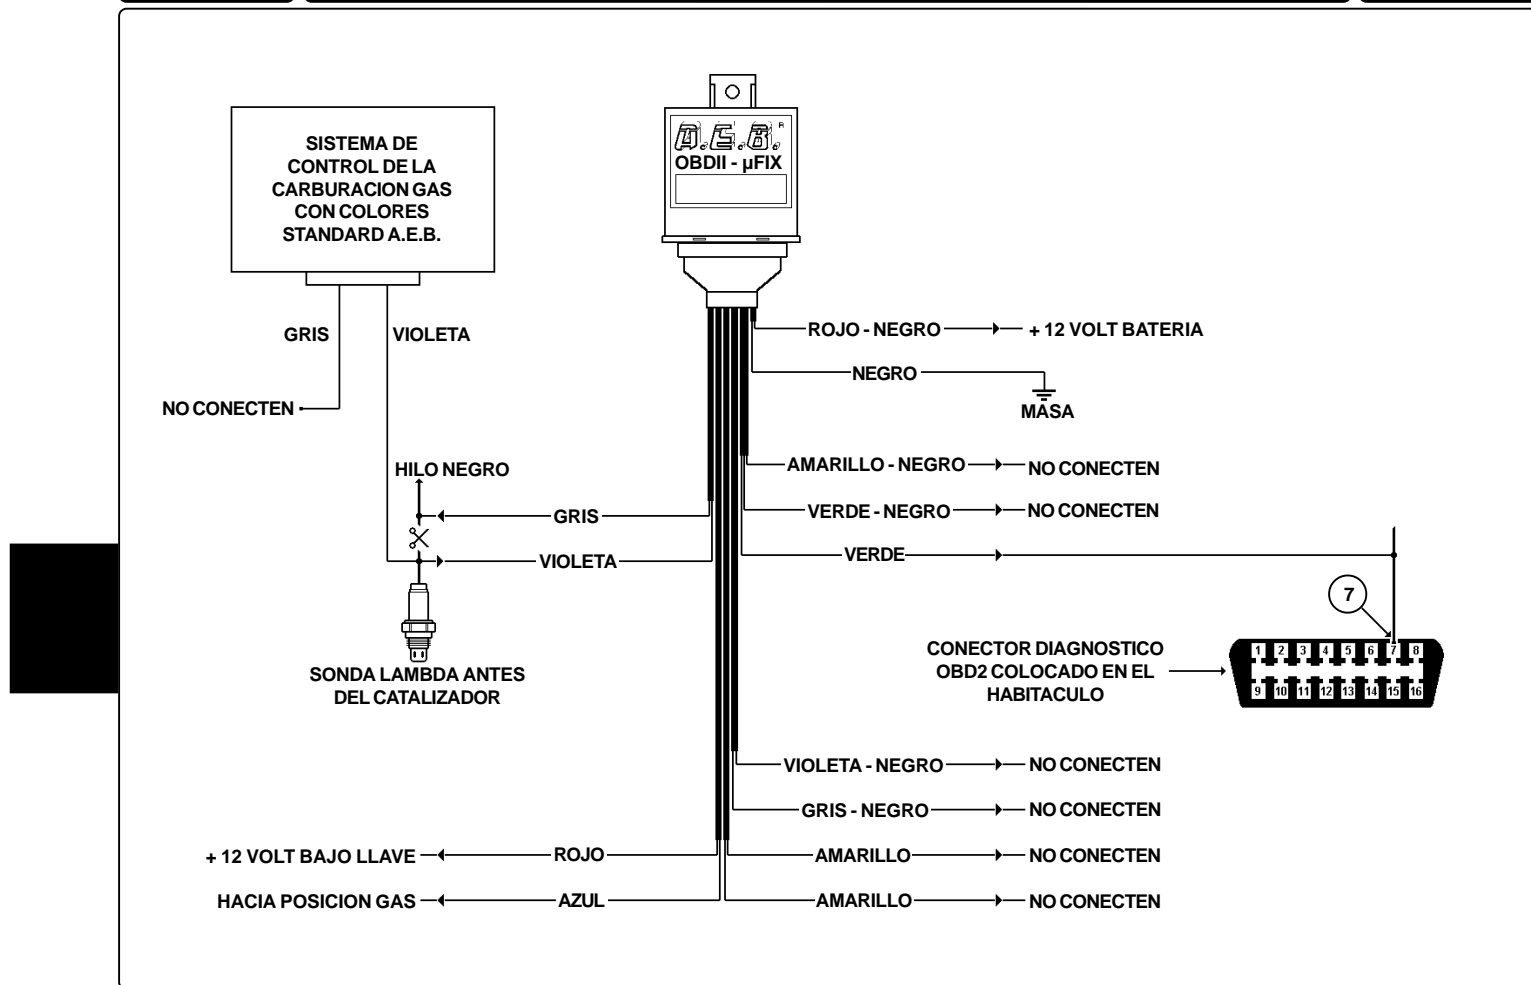 SISTEMA DE
CONTROL DE LA
CARBURACION GAS
CON COLORES
STANDARD A.E.B.
GRIS
VIOLETA
NO CONECTEN
A.E.B.
R
OBDII - µFIX
ROJO - NEGRO
+ 12 VOLT BATERIA
NEGRO
MASA
AMARILLO - NEGRO
NO CONECTEN
VERDE - NEGRO
NO CONECTEN
VERDE
HILO NEGRO
GRIS
VIOLETA
SONDA LAMBDA ANTES
DEL CATALIZADOR
7
CONECTOR DIAGNOSTICO
OBD2 COLOCADO EN EL
HABITACULO
1 2 3 4 5 6 7 8
9 10 11 12 13 14 15 16
VIOLETA - NEGRO
NO CONECTEN
GRIS - NEGRO
NO CONECTEN
+ 12 VOLT BAJO LLAVE
ROJO
AMARILLO
NO CONECTEN
HACIA POSICION GAS
AZUL
AMARILLO
NO CONECTEN